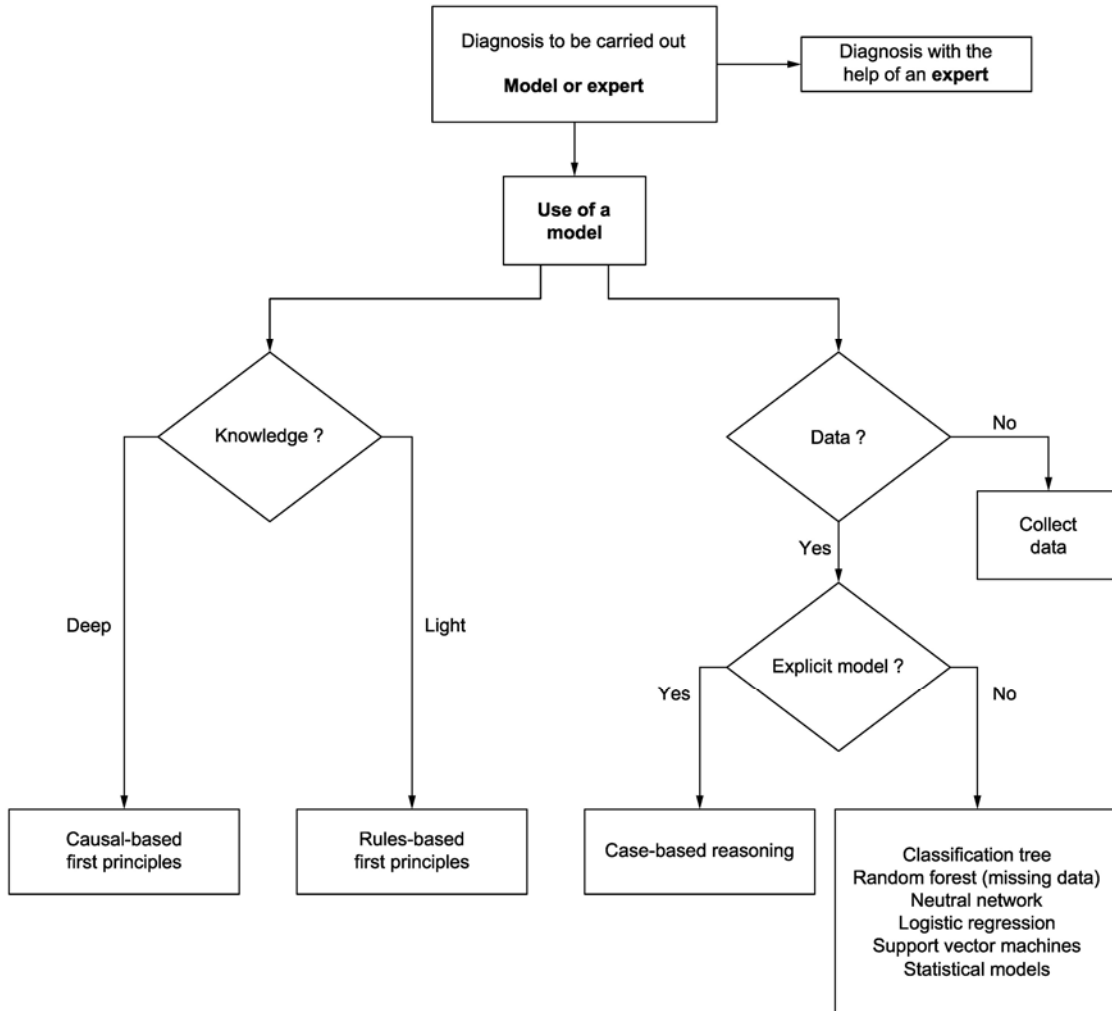 Diagnosis to be carried out
Model or expert
Diagnosis with the
help of an expert
Use of a
model
Knowledge ?
Data ?
No
Collect
data
Yes
Deep
Light
Explicit model ?
Yes
No
Causal-based
first principles
Rules-based
first principles
Case-based reasoning
Classification tree
Random forest (missing data)
Neutral network
Logistic regression
Support vector machines
Statistical models